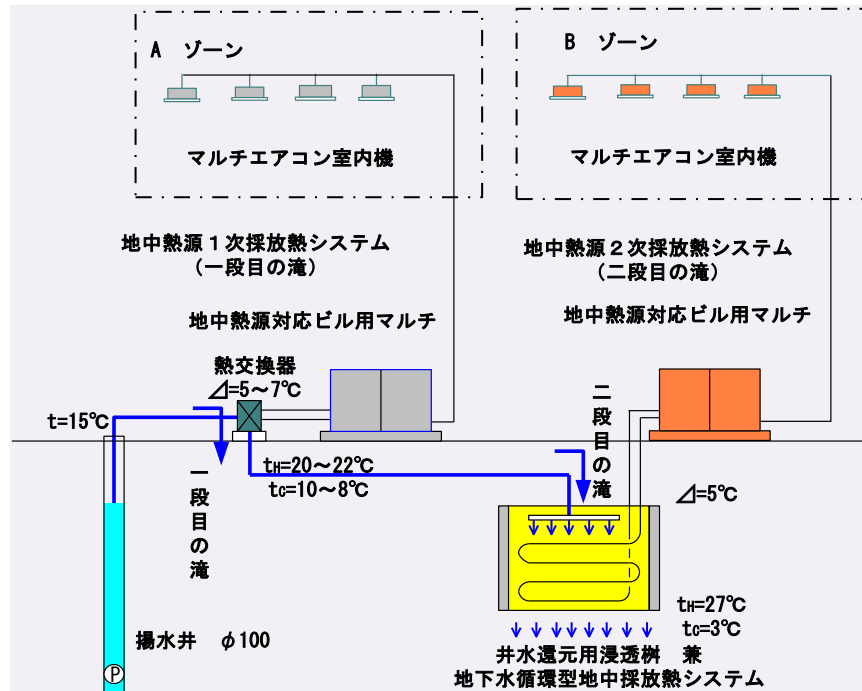 A ゾーン
マルチエアコン室内機
B ゾーン
マルチエアコン室内機
地中熱源1次採放熱システム
(一段目の滝)
地中熱源2次採放熱システム
(二段目の滝)
地中熱源対応ビル用マルチ
地中熱源対応ビル用マルチ
熱交換器
⊿=5～7℃
t=15℃
一段目の滝
tH=20～22℃
tC=10～8℃
二段目の滝
⊿=5℃
tH=27℃
tC=3℃
揚水井 φ100
P
井水還元用浸透桝 兼
地下水循環型地中採放熱システム